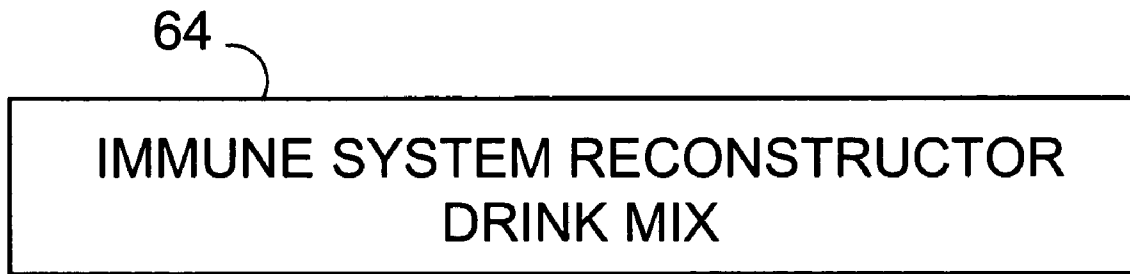 64
IMMUNE SYSTEM RECONSTRUCTOR
DRINK MIX